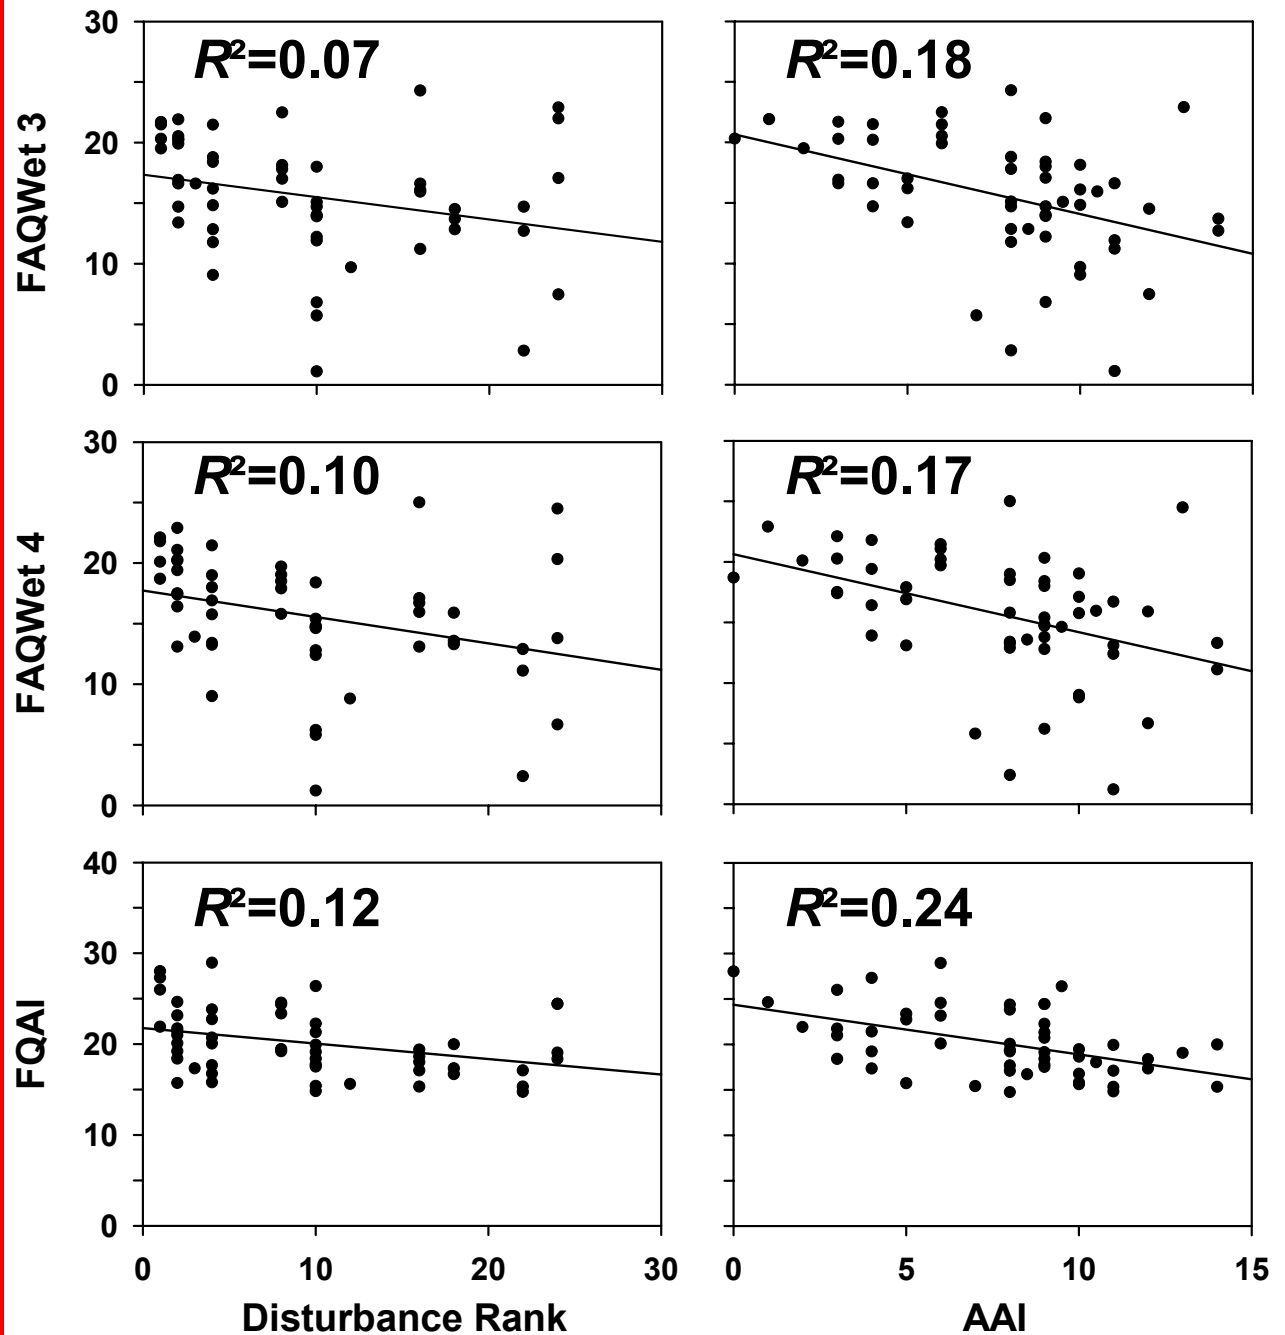 R²=0.07
R²=0.18
30
20
10
0
FAQWet 3
R²=0.10
R²=0.17
30
20
10
0
FAQWet 4
R²=0.12
R²=0.24
40
30
20
10
0
FQAI
0 10 20 30
0 5 10 15
Disturbance Rank
AAI